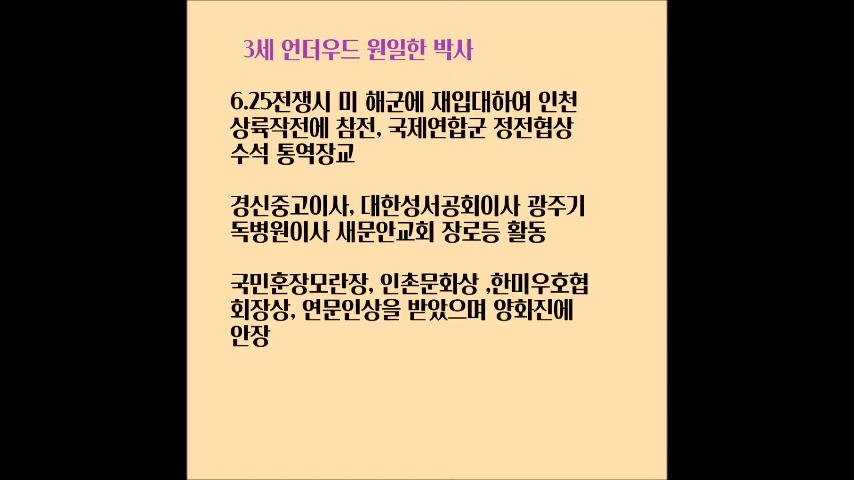 3세 언더우드 원일한 박사
6.25전쟁시 미 해군에 재입대하여 인천
상륙작전에 참전, 국제연합군 정전협상
수석 통역장교
경신중고이사, 대한성서공회이사 광주기
독병원이사 새문안교회 장로등 활동
국민훈장모란장, 인촌문화상 ,한미우호협
회장상, 연문인상을 받았으며 양화진에
안장